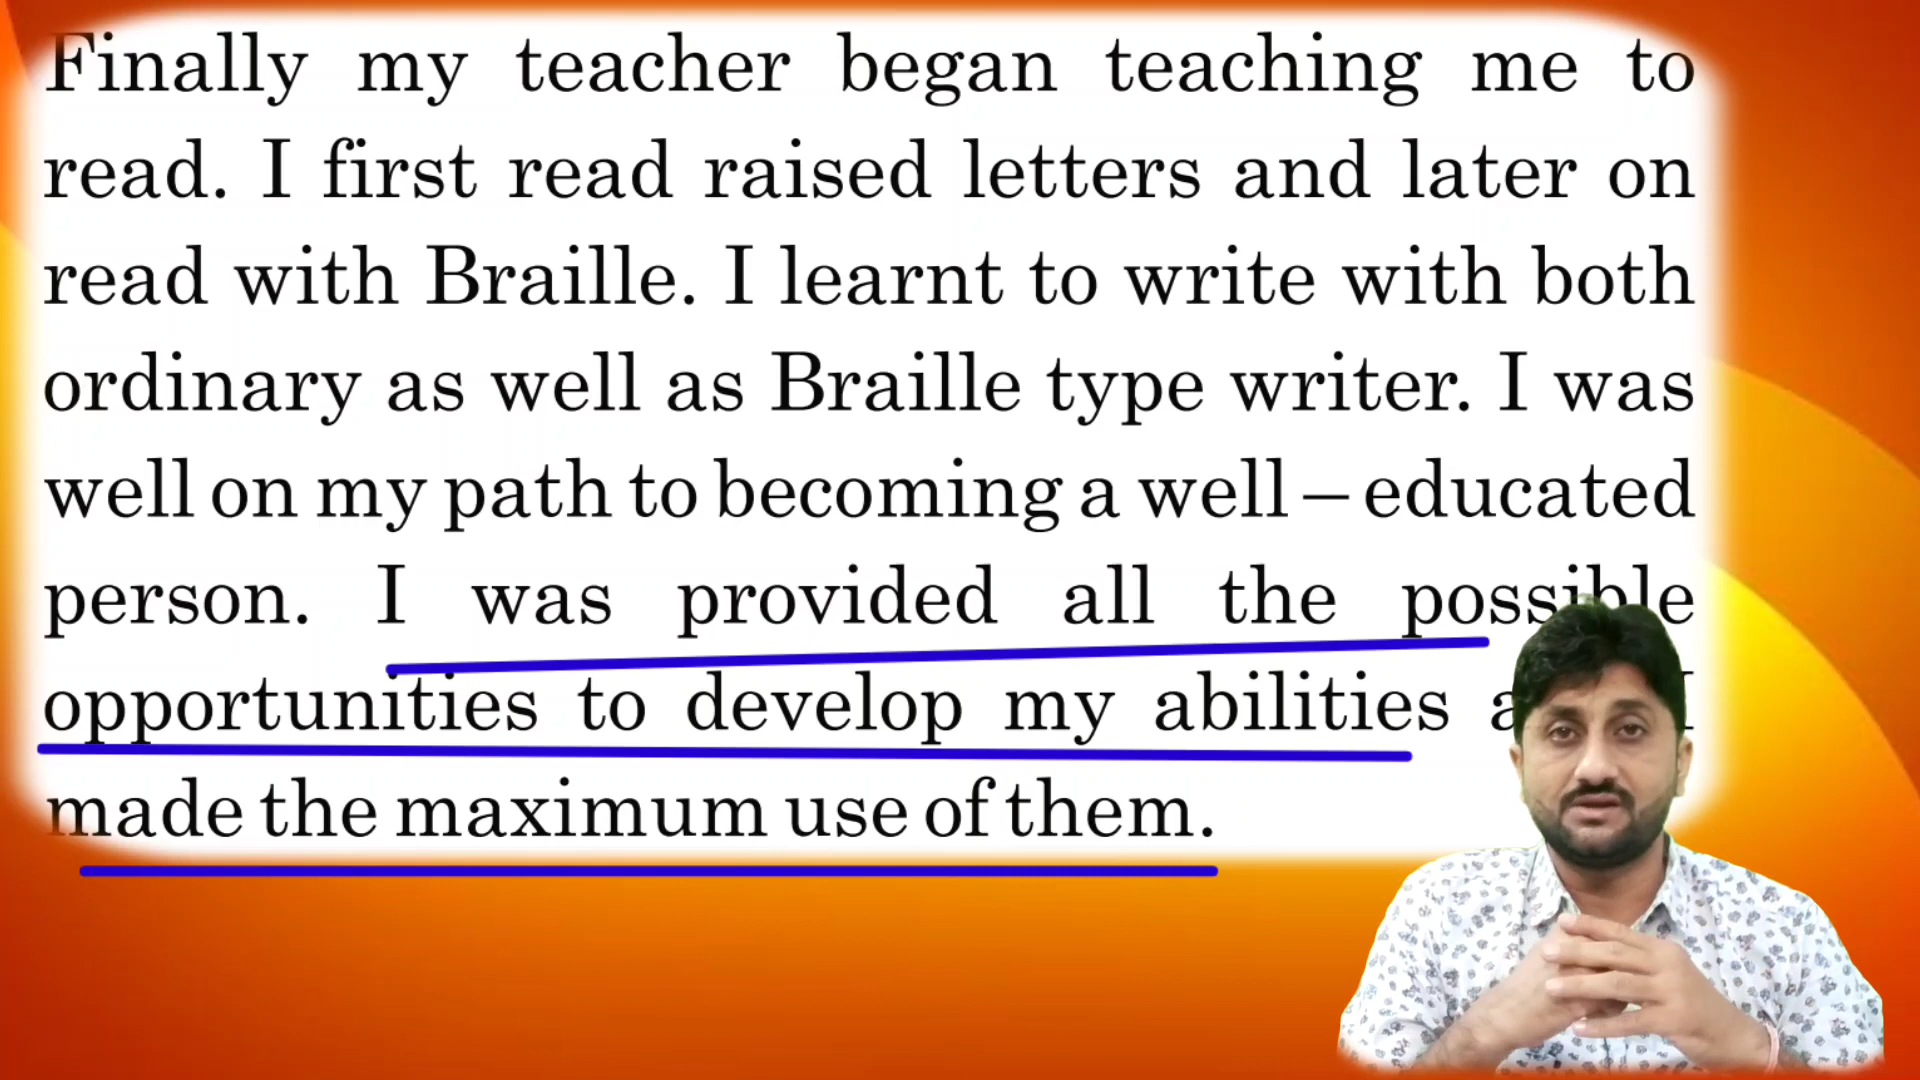 Finally my teacher began teaching me to
read. I first read raised letters and later on
read with Braille. I learnt to write with both
ordinary as well as Braille type writer. I was
well on my path to becoming a well – educated
person. I was provided all the possible
opportunities to develop my abilities I
made the maximum use of them.